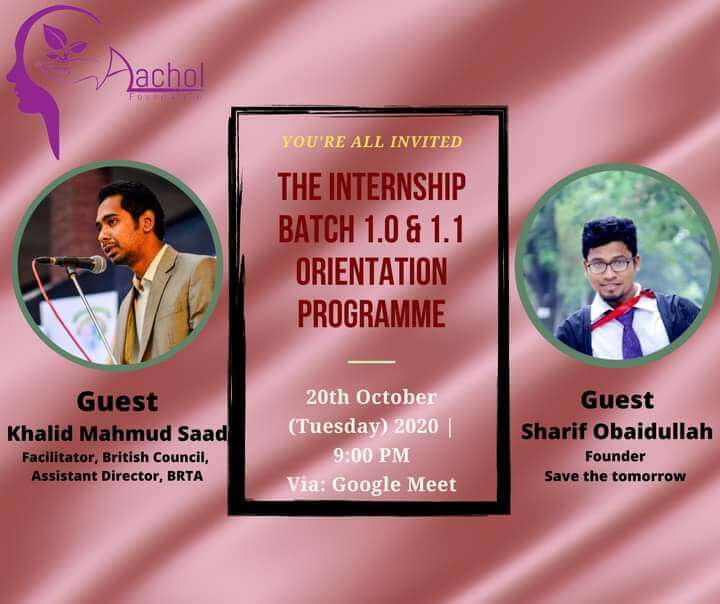 Aachol
YOU'RE ALL INVITED
THE INTERNSHIP
BATCH 1.0 & 1.1
ORIENTATION
PROGRAMME
20th October
(Tuesday) 2020 |
9:00 PM
Via: Google Meet
Guest
Khalid Mahmud Saad
Facilitator, British Council,
Assistant Director, BRTA
Guest
Sharif Obaidullah
Founder
Save the tomorrow